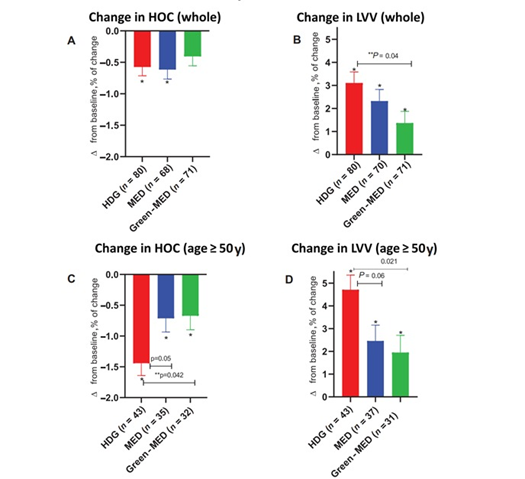 Change in HOC (whole)
A
0.0
−0.5
−1.0
−1.5
−2.0
Δ from baseline, % of change
*
*
HDG (n = 80)
MED (n = 68)
Green-MED (n = 71)
Change in LVV (whole)
B
5
4
3
2
1
0
Δ from baseline, % of change
**P = 0.04
*
*
*
HDG (n = 80)
MED (n = 70)
Green-MED (n = 71)
Change in HOC (age ≥ 50 y)
C
0.0
−0.5
−1.0
−1.5
−2.0
Δ from baseline, % of change
*
*
*
p=0.05
**p=0.042
HDG (n = 43)
MED (n = 35)
Green-MED (n = 32)
Change in LVV (age ≥ 50 y)
D
5
4
3
2
1
0
Δ from baseline, % of change
0.021
P = 0.06
*
*
*
HDG (n = 43)
MED (n = 37)
Green-MED (n = 31)